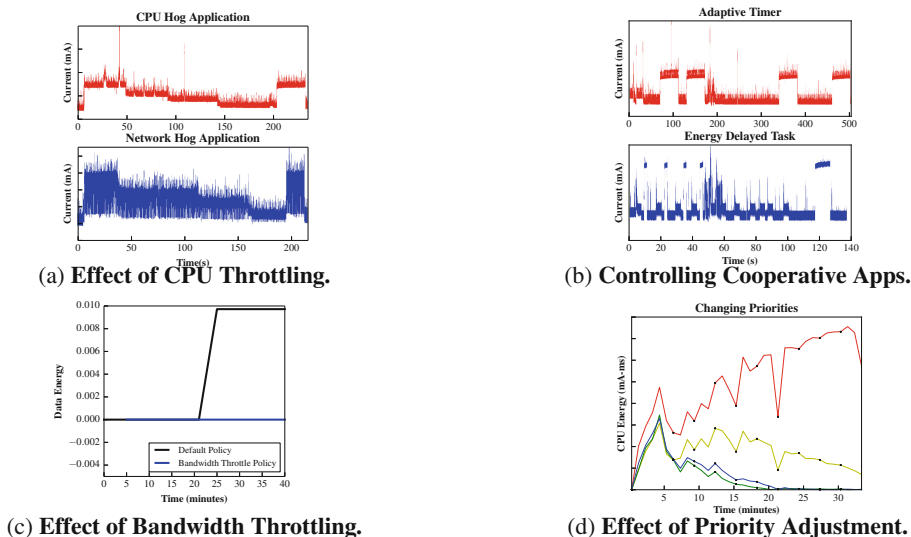 CPU Hog Application
Current (mA)
0 50 100 150 200
Network Hog Application
Current (mA)
0 50 100 150 200
Time(s)
(a) Effect of CPU Throttling.
Adaptive Timer
Current (mA)
0 100 200 300 400 500
Energy Delayed Task
Current (mA)
0 20 40 60 80 100 120 140
Time (s)
(b) Controlling Cooperative Apps.
0.010
0.008
0.006
0.004
0.002
0.000
−0.002
−0.004
Data Energy
Default Policy
Bandwidth Throttle Policy
0 5 10 15 20 25 30 35 40
Time (minutes)
(c) Effect of Bandwidth Throttling.
Changing Priorities
CPU Energy (mA-ms)
5 10 15 20 25 30
Time (minutes)
(d) Effect of Priority Adjustment.